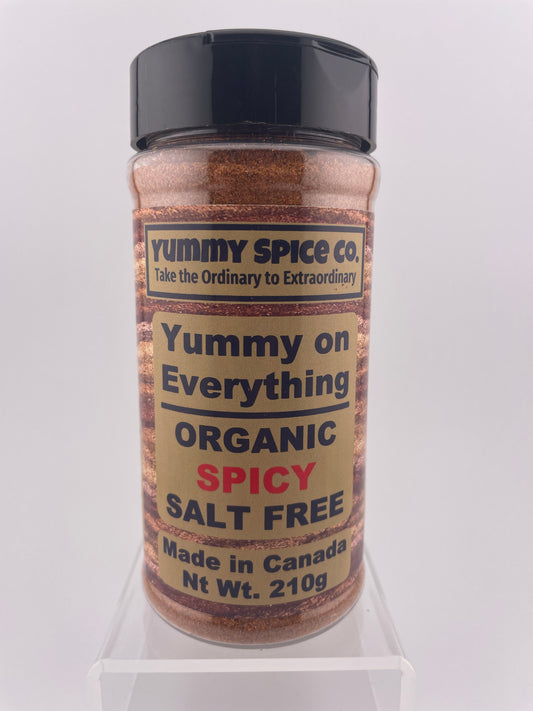 YUMMY SPICE CO.
Take the Ordinary to Extraordinary
Yummy on
Everything
ORGANIC
SPICY
SALT FREE
Made in Canada
Nt Wt. 210g